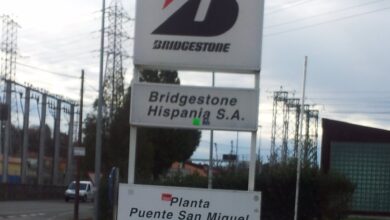 BRIDGESTONE
Bridgestone
Hispania S.A.
Planta
Puente San Miguel